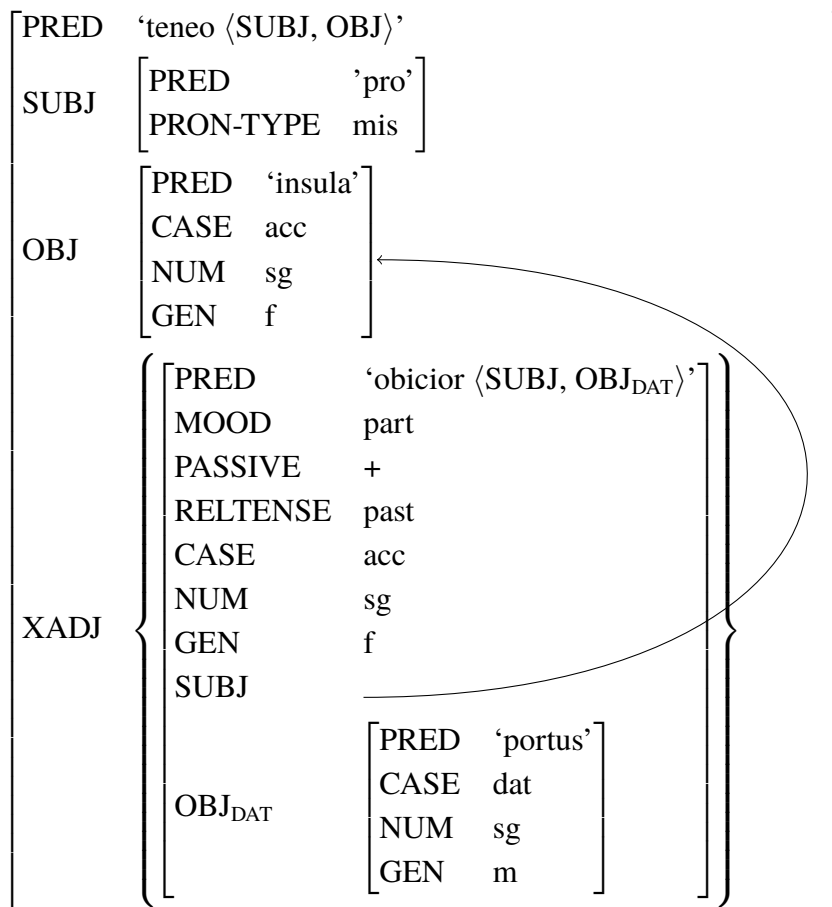 PRED ‘teneo ⟨SUBJ, OBJ⟩’
SUBJ
PRED ’pro’
PRON-TYPE mis
OBJ
PRED ‘insula’
CASE acc
NUM sg
GEN f
XADJ
PRED ‘obicior ⟨SUBJ, OBJDAT⟩’
MOOD part
PASSIVE +
RELTENSE past
CASE acc
NUM sg
GEN f
SUBJ
OBJDAT
PRED ‘portus’
CASE dat
NUM sg
GEN m